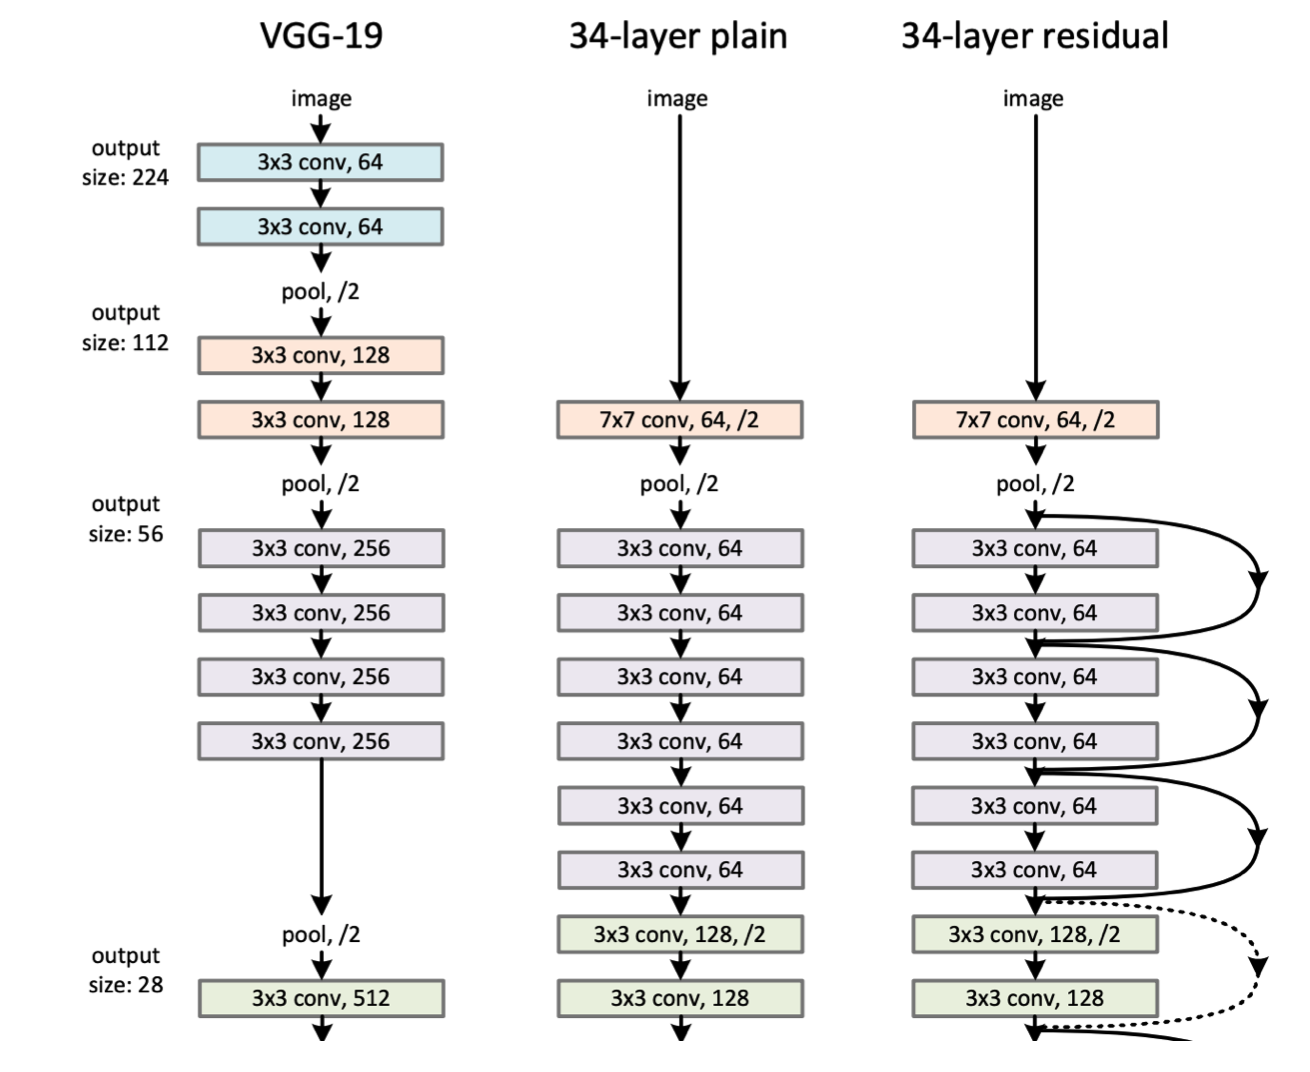 VGG-19
34-layer plain
34-layer residual
image
image
image
output
size: 224
3x3 conv, 64
3x3 conv, 64
pool, /2
output
size: 112
3x3 conv, 128
3x3 conv, 128
7x7 conv, 64, /2
7x7 conv, 64, /2
pool, /2
pool, /2
pool, /2
output
size: 56
3x3 conv, 256
3x3 conv, 64
3x3 conv, 64
3x3 conv, 256
3x3 conv, 64
3x3 conv, 64
3x3 conv, 256
3x3 conv, 64
3x3 conv, 64
3x3 conv, 256
3x3 conv, 64
3x3 conv, 64
3x3 conv, 64
3x3 conv, 64
3x3 conv, 64
3x3 conv, 64
pool, /2
3x3 conv, 128, /2
3x3 conv, 128, /2
output
size: 28
3x3 conv, 512
3x3 conv, 128
3x3 conv, 128